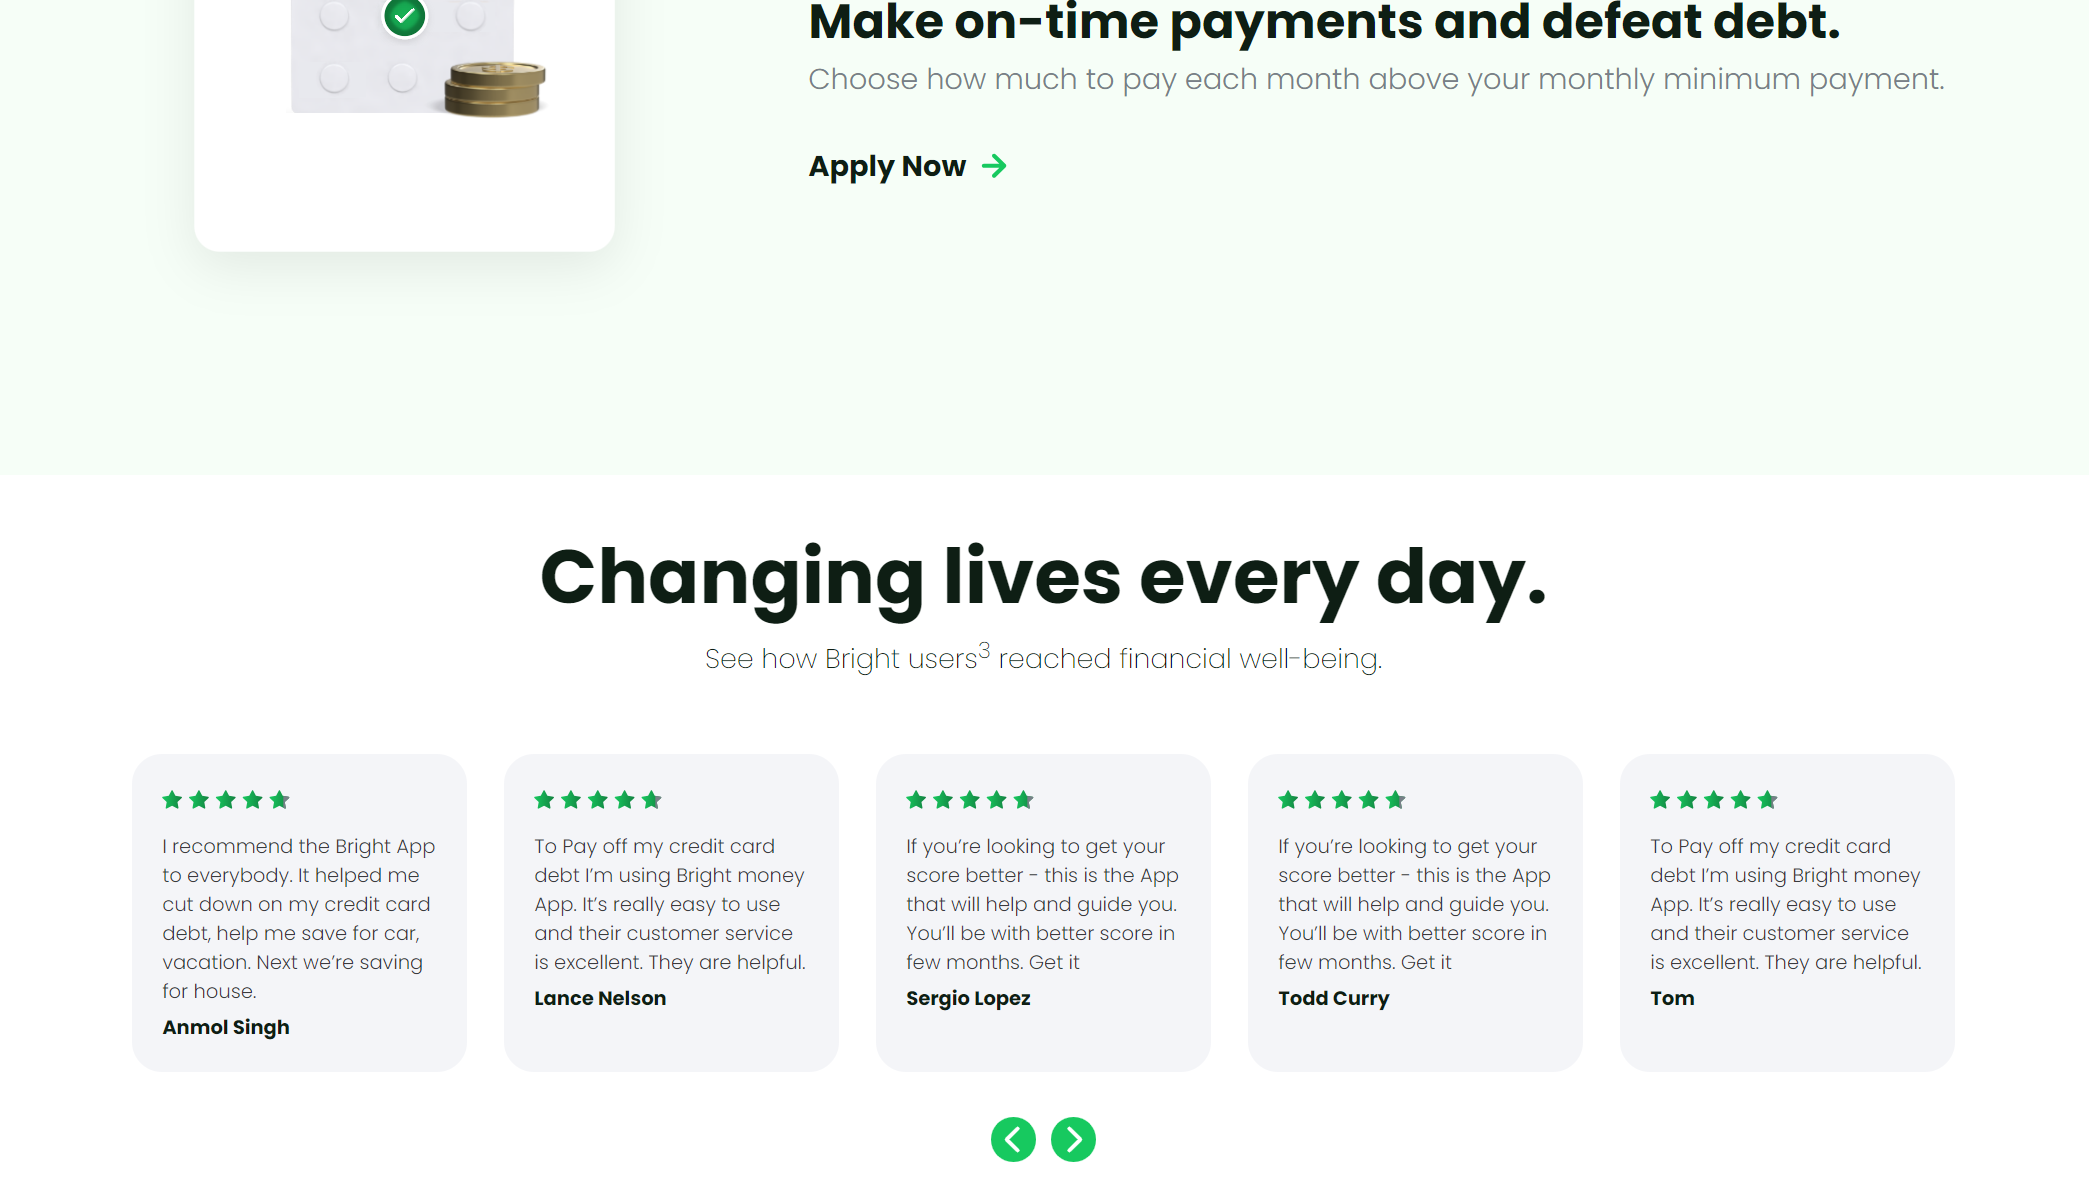 Make on-time payments and defeat debt.
Choose how much to pay each month above your monthly minimum payment.
Apply Now
Changing lives every day.
See how Bright users3 reached financial well-being.
I recommend the Bright App
to everybody. It helped me
cut down on my credit card
debt, help me save for car,
vacation. Next we’re saving
for house.
Anmol Singh
To Pay off my credit card
debt I’m using Bright money
App. It’s really easy to use
and their customer service
is excellent. They are helpful.
Lance Nelson
If you’re looking to get your
score better - this is the App
that will help and guide you.
You’ll be with better score in
few months. Get it
Sergio Lopez
If you’re looking to get your
score better - this is the App
that will help and guide you.
You’ll be with better score in
few months. Get it
Todd Curry
To Pay off my credit card
debt I’m using Bright money
App. It’s really easy to use
and their customer service
is excellent. They are helpful.
Tom